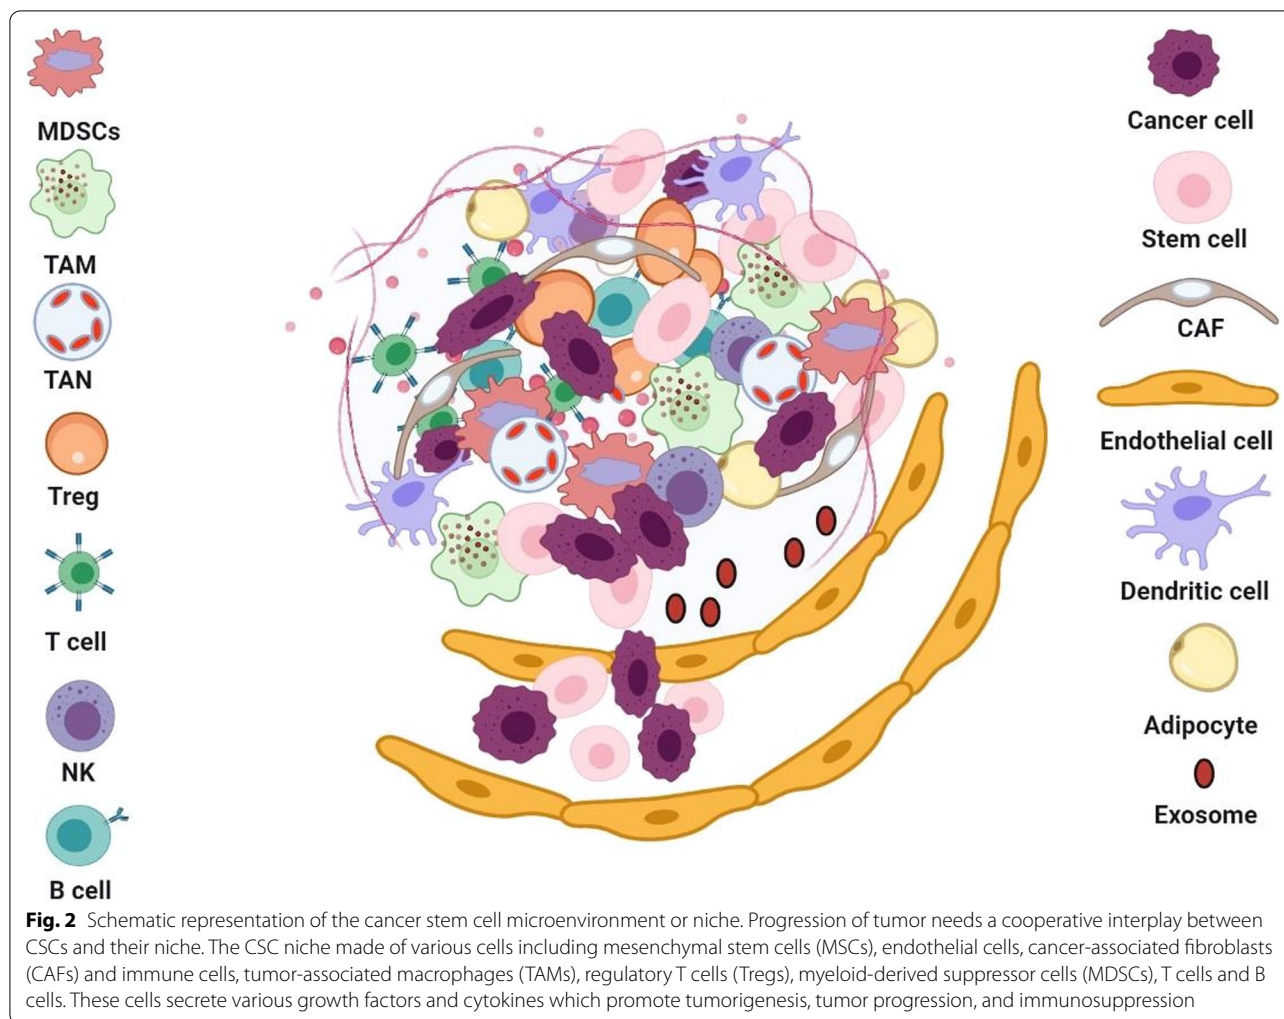 MDSCs
TAM
TAN
Treg
T cell
NK
B cell
Cancer cell
Stem cell
CAF
Endothelial cell
Dendritic cell
Adipocyte
Exosome
Fig. 2 Schematic representation of the cancer stem cell microenvironment or niche. Progression of tumor needs a cooperative interplay between
CSCs and their niche. The CSC niche made of various cells including mesenchymal stem cells (MSCs), endothelial cells, cancer-associated fibroblasts
(CAFs) and immune cells, tumor-associated macrophages (TAMs), regulatory T cells (Tregs), myeloid-derived suppressor cells (MDSCs), T cells and B
cells. These cells secrete various growth factors and cytokines which promote tumorigenesis, tumor progression, and immunosuppression